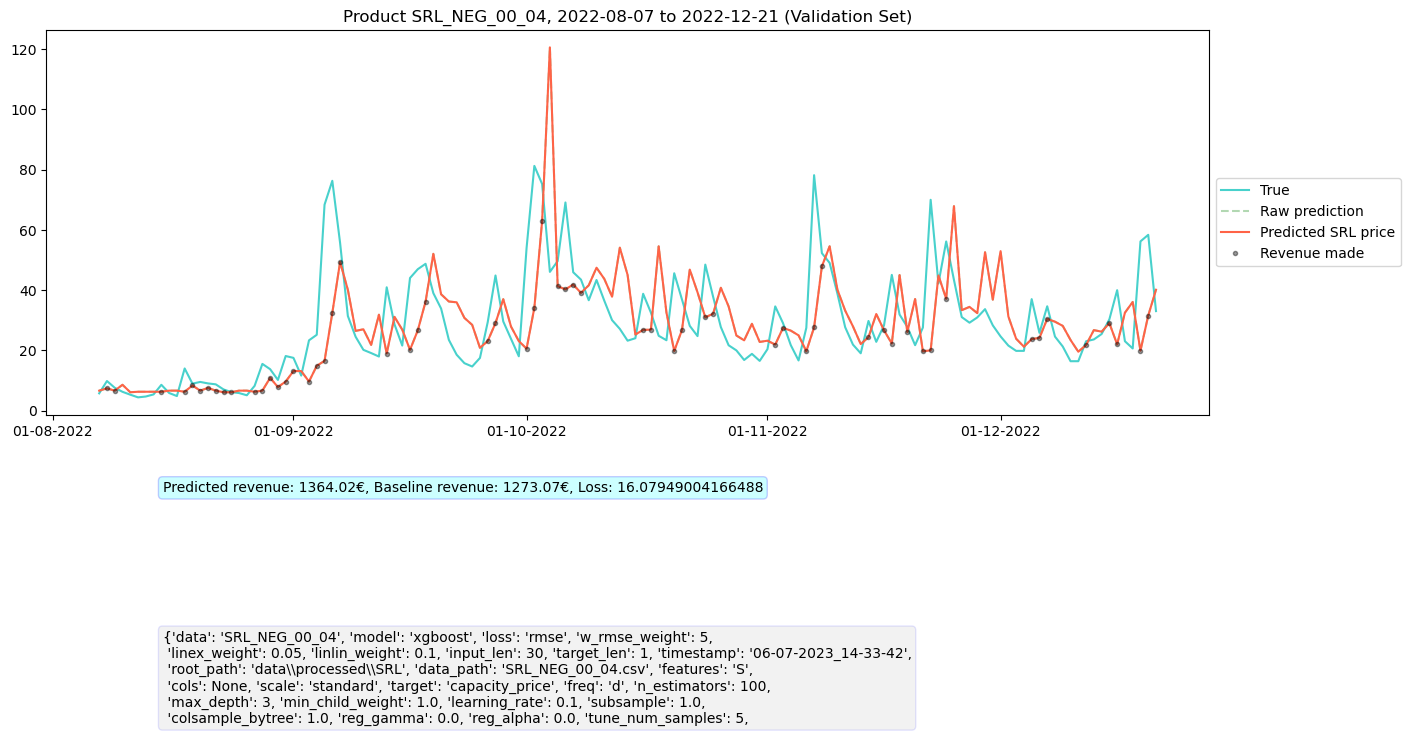 Product SRL_NEG_00_04, 2022-08-07 to 2022-12-21 (Validation Set)
120
100
80
60
40
20
0
01-08-2022
01-09-2022
01-10-2022
01-11-2022
01-12-2022
True
Raw prediction
Predicted SRL price
Revenue made
Predicted revenue: 1364.02€, Baseline revenue: 1273.07€, Loss: 16.07949004166488
{'data': 'SRL_NEG_00_04', 'model': 'xgboost', 'loss': 'rmse', 'w_rmse_weight': 5,
'linex_weight': 0.05, 'linlin_weight': 0.1, 'input_len': 30, 'target_len': 1, 'timestamp': '06-07-2023_14-33-42',
'root_path': 'data\\processed\\SRL', 'data_path': 'SRL_NEG_00_04.csv', 'features': 'S',
'cols': None, 'scale': 'standard', 'target': 'capacity_price', 'freq': 'd', 'n_estimators': 100,
'max_depth': 3, 'min_child_weight': 1.0, 'learning_rate': 0.1, 'subsample': 1.0,
'colsample_bytree': 1.0, 'reg_gamma': 0.0, 'reg_alpha': 0.0, 'tune_num_samples': 5,